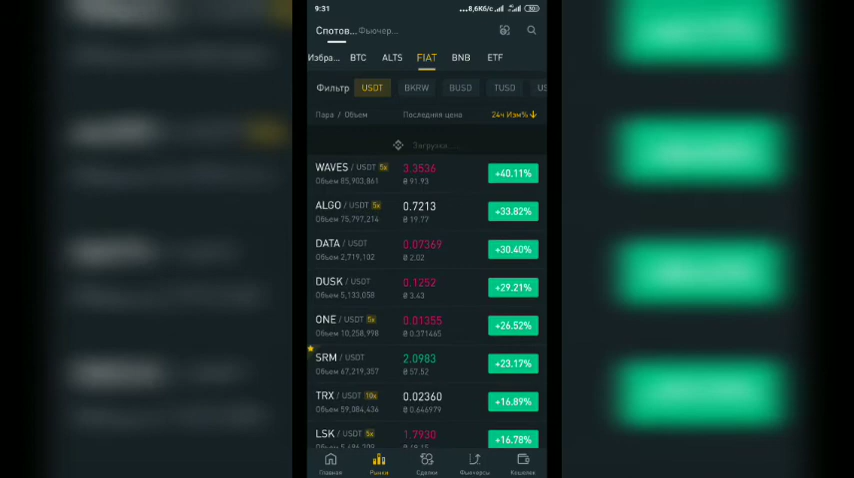 9:31 ...8,6Кб/с 50
Спотов... Фьючер...
Избра... BTC ALTS FIAT BNB ETF
Фильтр USDT BKRW BUSD TUSD US
Пара / Объем Последняя цена 24ч Изм%
Загрузка...
WAVES / USDT 5x 3.3536 +40.11%
Объем 85,903,861 ₴ 91.93
ALGO / USDT 5x 0.7213 +33.82%
Объем 75,797,214 ₴ 19.77
DATA / USDT 0.07369 +30.40%
Объем 2,719,102 ₴ 2.02
DUSK / USDT 0.1252 +29.21%
Объем 5,133,058 ₴ 3.43
ONE / USDT 5x 0.01355 +26.52%
Объем 10,258,998 ₴ 0.371465
SRM / USDT 2.0983 +23.17%
Объем 67,219,357 ₴ 57.52
TRX / USDT 10x 0.02360 +16.89%
Объем 59,084,436 ₴ 0.646979
LSK / USDT 5x 1.7930 +16.78%
Главная Рынки Сделки Фьючерсы Кошелек